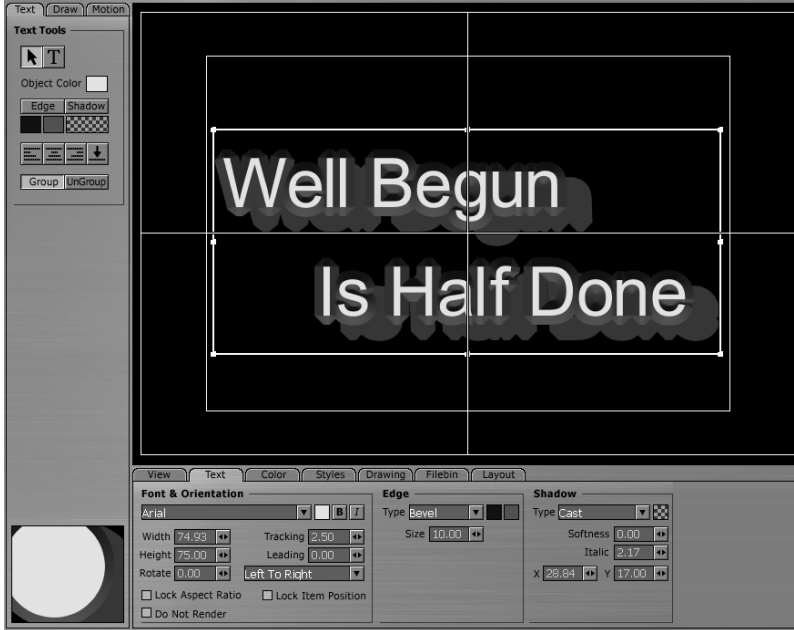 Text Draw Motion
Text Tools
T
Object Color
Edge Shadow
Group UnGroup
Well Begun
Is Half Done
View Text Color Styles Drawing Filebin Layout
Font & Orientation Edge Shadow
Arial B I Type Bevel Type Cast
Width 74.93 Tracking 2.50 Size 10.00 Softness 0.00
Height 75.00 Leading 0.00 Italic 2.17
Rotate 0.00 Left To Right X 28.84 Y 17.00
Lock Aspect Ratio Lock Item Position
Do Not Render